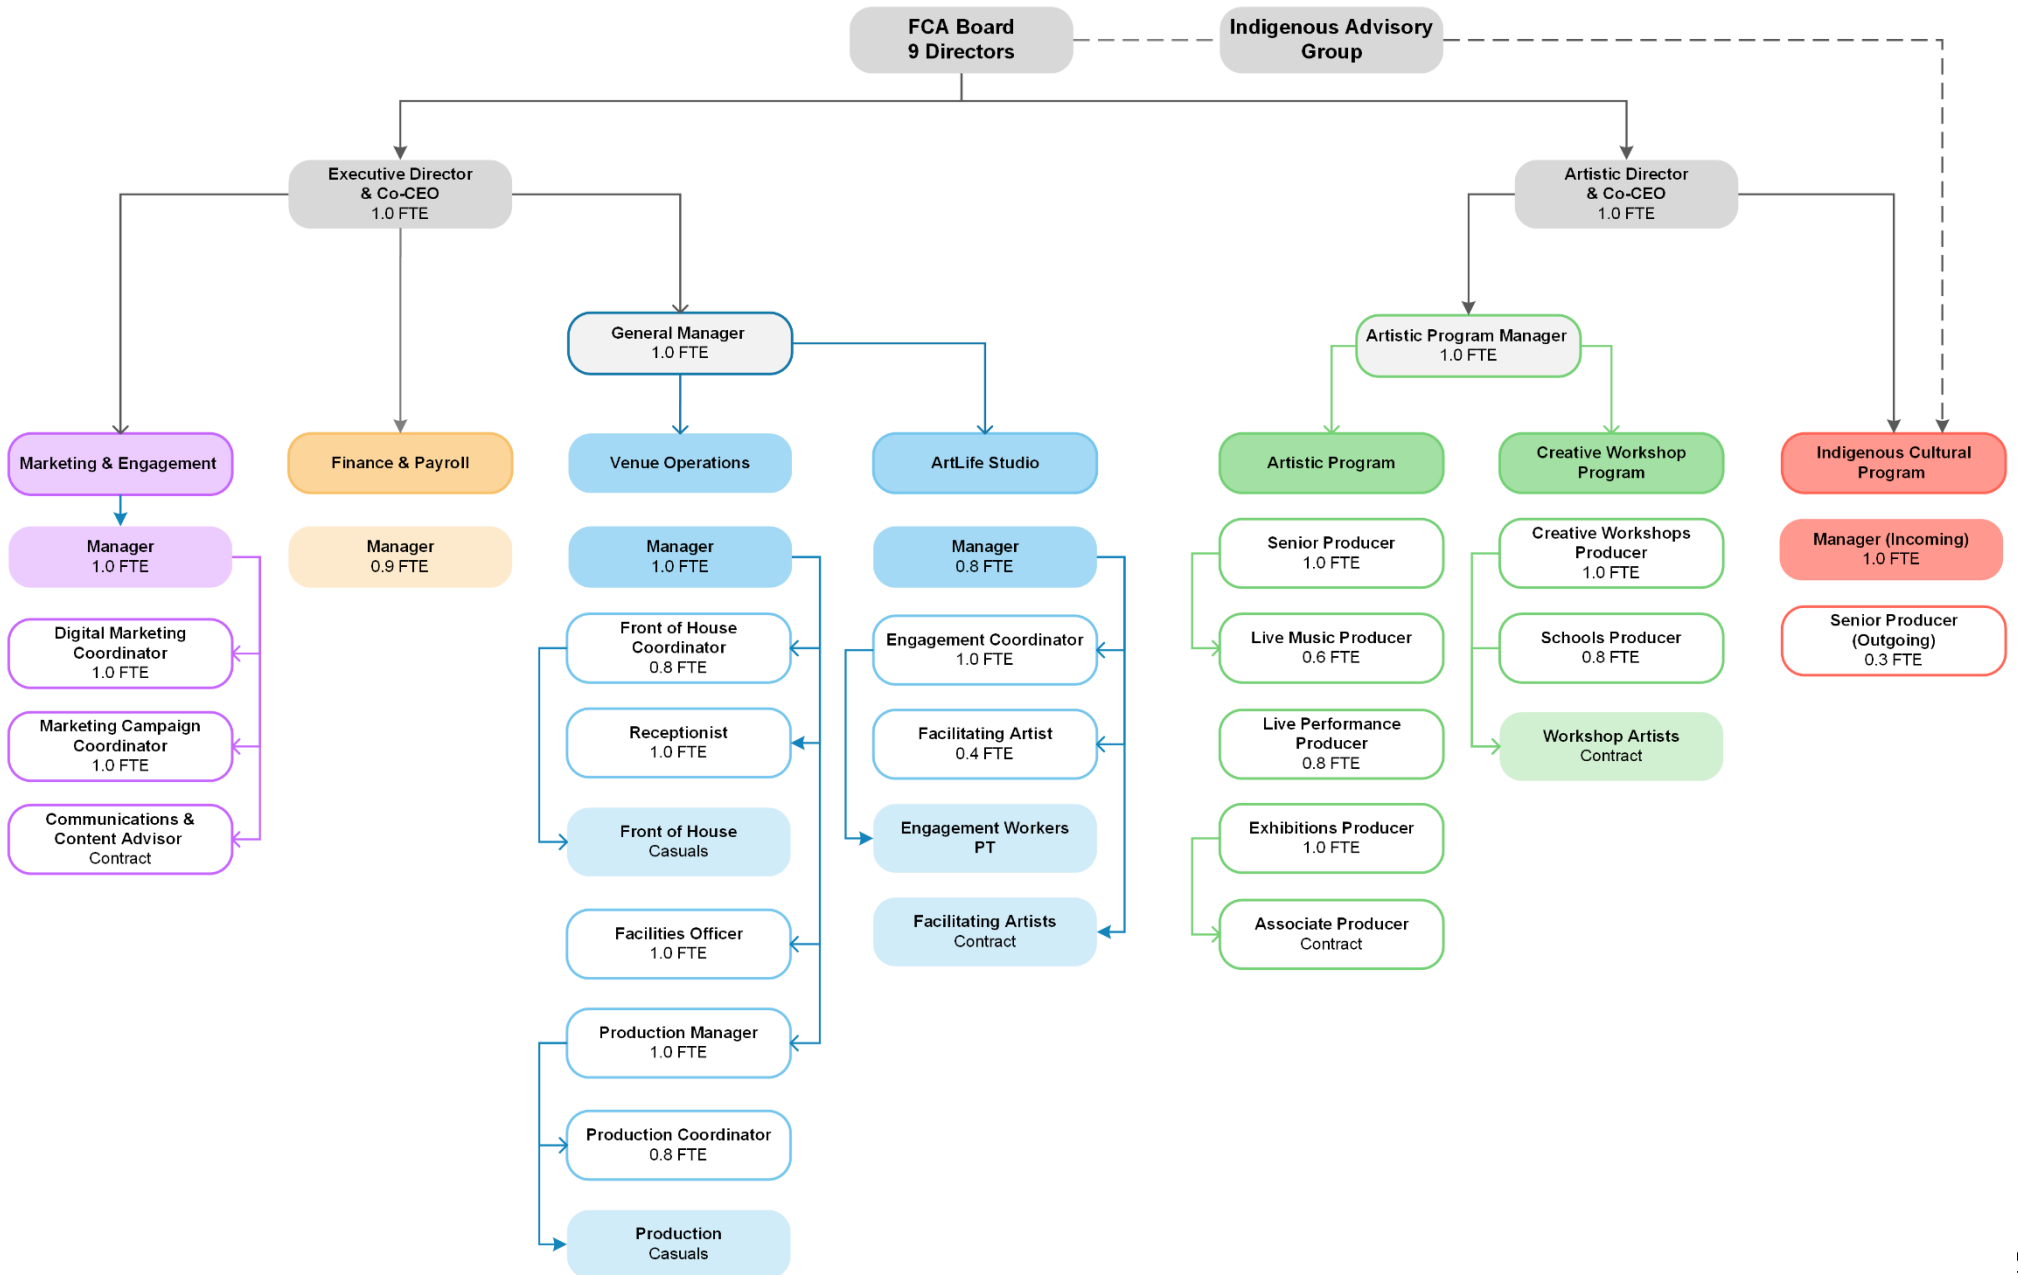 FCA Board
9 Directors
Indigenous Advisory
Group
Executive Director
& Co-CEO
1.0 FTE
Artistic Director
& Co-CEO
1.0 FTE
General Manager
1.0 FTE
Artistic Program Manager
1.0 FTE
Marketing & Engagement
Manager
1.0 FTE
Digital Marketing
Coordinator
1.0 FTE
Marketing Campaign
Coordinator
1.0 FTE
Communications &
Content Advisor
Contract
Finance & Payroll
Manager
0.9 FTE
Venue Operations
Manager
1.0 FTE
Front of House
Coordinator
0.8 FTE
Receptionist
1.0 FTE
Front of House
Casuals
Facilities Officer
1.0 FTE
Production Manager
1.0 FTE
Production Coordinator
0.8 FTE
Production
Casuals
ArtLife Studio
Manager
0.8 FTE
Engagement Coordinator
1.0 FTE
Facilitating Artist
0.4 FTE
Engagement Workers
PT
Facilitating Artists
Contract
Artistic Program
Senior Producer
1.0 FTE
Live Music Producer
0.6 FTE
Live Performance
Producer
0.8 FTE
Exhibitions Producer
1.0 FTE
Associate Producer
Contract
Creative Workshop
Program
Creative Workshops
Producer
1.0 FTE
Schools Producer
0.8 FTE
Workshop Artists
Contract
Indigenous Cultural
Program
Manager (Incoming)
1.0 FTE
Senior Producer
(Outgoing)
0.3 FTE